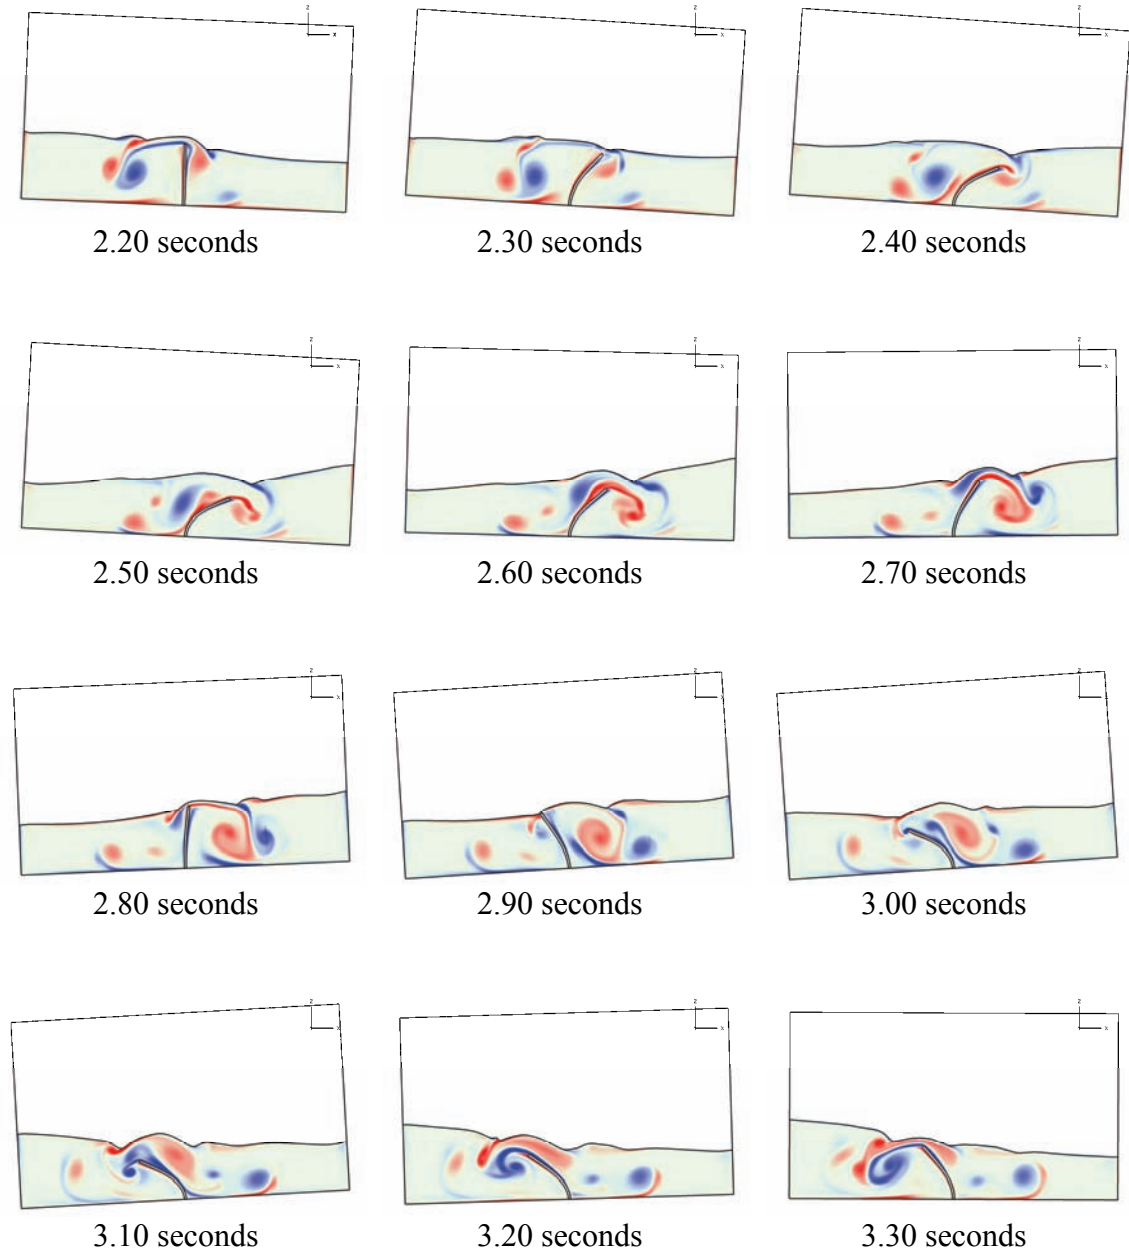 z x z x z x
2.20 seconds 2.30 seconds 2.40 seconds
z x z x z x
2.50 seconds 2.60 seconds 2.70 seconds
z x z x z x
2.80 seconds 2.90 seconds 3.00 seconds
z x z x z x
3.10 seconds 3.20 seconds 3.30 seconds